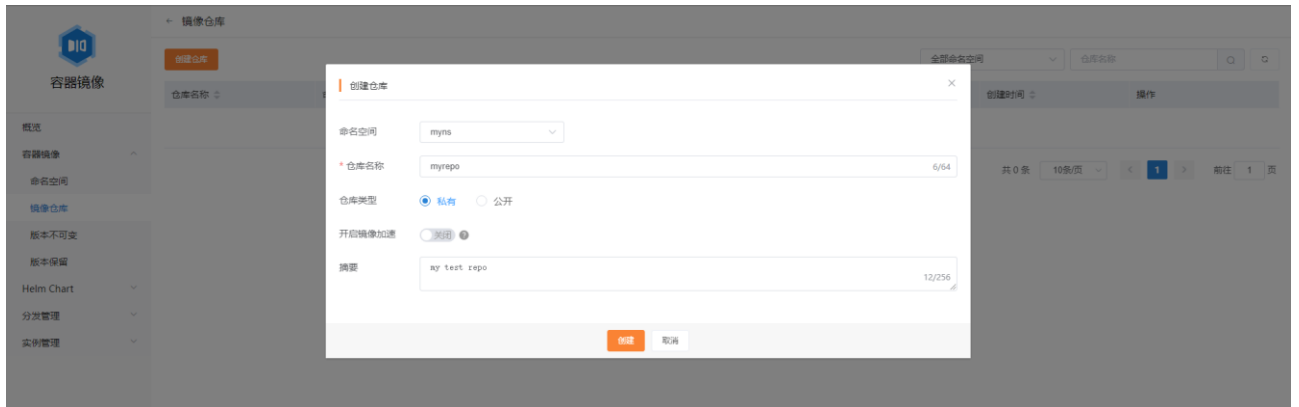 ← 镜像仓库
容器镜像
创建仓库
全部命名空间
仓库名称
仓库名称
创建时间
操作
概览
容器镜像
命名空间
镜像仓库
版本不可变
版本保留
Helm Chart
分发管理
实例管理
共 0 条
10条/页
1
前往 1 页
创建仓库
命名空间 myns
* 仓库名称 myrepo 6/64
仓库类型 私有 公开
开启镜像加速 关闭
摘要 my test repo 12/256
创建 取消